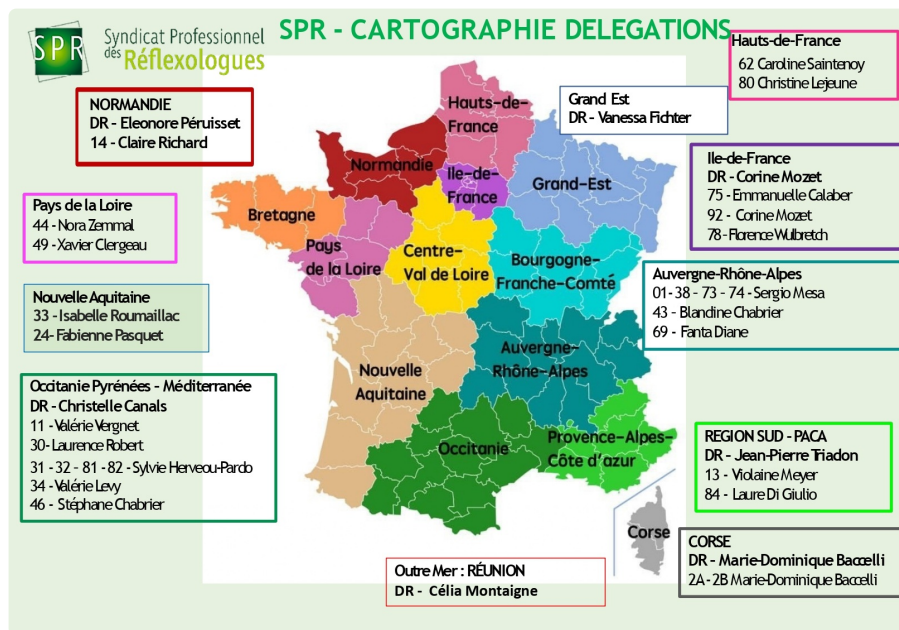 SPR
Syndicat Professionnel
des Réflexologues
SPR - CARTOGRAPHIE DELEGATIONS
Hauts-de-France
62 Caroline Saintenoy
80 Christine Lejeune
NORMANDIE
DR - Eleonore Péruisset
14 - Claire Richard
Grand Est
DR - Vanessa Fichter
Ile-de-France
DR - Corine Mozet
75 - Emmanuelle Calaber
92 - Corine Mozet
78 - Florence Wulbretch
Pays de la Loire
44 - Nora Zemmal
49 - Xavier Clergeau
Auvergne-Rhône-Alpes
01 - 38 - 73 - 74 - Sergio Mesa
43 - Blandine Chabrier
69 - Fanta Diane
Nouvelle Aquitaine
33 - Isabelle Roumaillac
24- Fabienne Pasquet
Occitanie Pyrénées - Méditerranée
DR - Christelle Canals
11 - Valérie Vergnet
30- Laurence Robert
31 - 32 - 81 - 82 - Sylvie Herveou-Pardo
34 - Valérie Levy
46 - Stéphane Chabrier
REGION SUD - PACA
DR - Jean-Pierre Triadon
13 - Violaine Meyer
84 - Laure Di Giulio
CORSE
DR - Marie-Dominique Baccelli
2A - 2B Marie-Dominique Baccelli
Outre Mer : RÉUNION
DR - Célia Montaigne
Hauts-de-
France
Normandie
Ile-de-
France
Grand-Est
Bretagne
Pays
de la Loire
Centre-
Val de Loire
Bourgogne-
Franche-Comté
Nouvelle
Aquitaine
Auvergne-
Rhône-Alpes
Occitanie
Provence-Alpes-
Côte d'azur
Corse